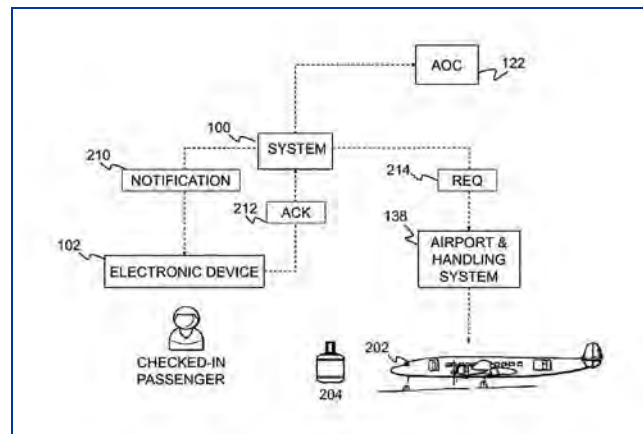 AOC
122
100
SYSTEM
210
NOTIFICATION
214
REQ
212
ACK
138
AIRPORT &
HANDLING
SYSTEM
102
ELECTRONIC DEVICE
202
CHECKED-IN
PASSENGER
204